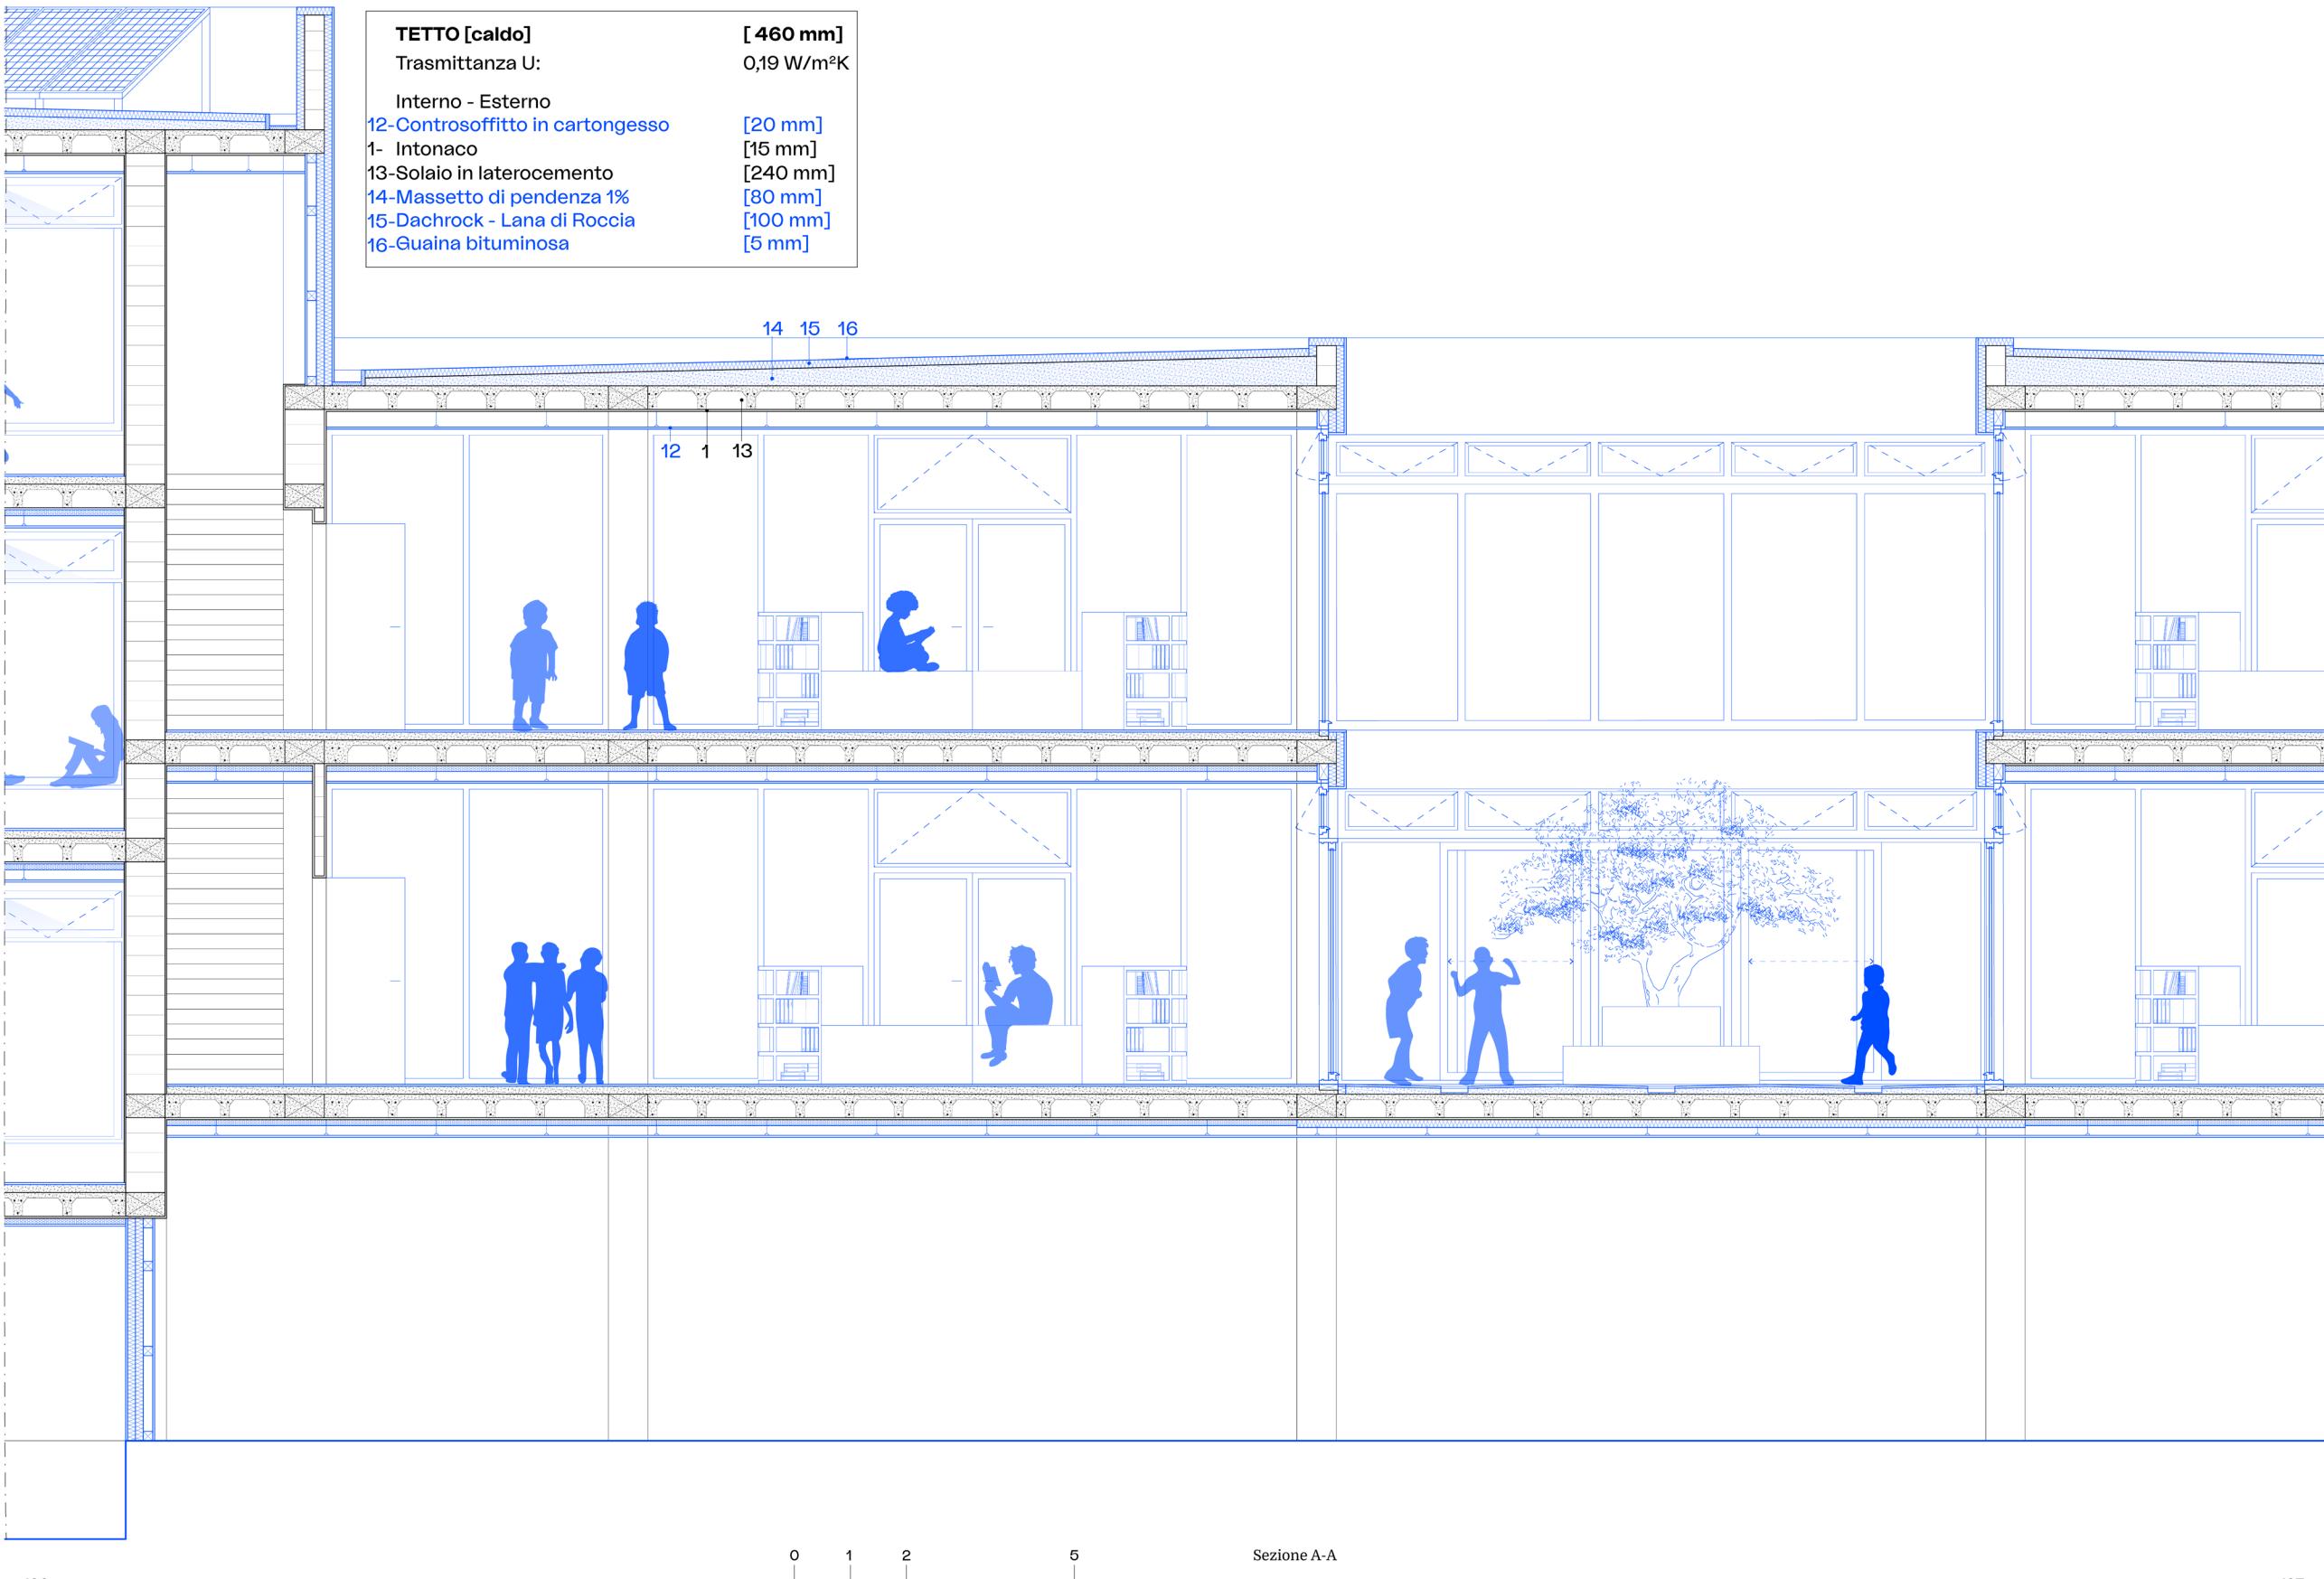 TETTO [caldo] [ 460 mm]
Trasmittanza U: 0,19 W/m²K
Interno - Esterno
12-Controsoffitto in cartongesso [20 mm]
1- Intonaco [15 mm]
13-Solaio in laterocemento [240 mm]
14-Massetto di pendenza 1% [80 mm]
15-Dachrock - Lana di Roccia [100 mm]
16-Guaina bituminosa [5 mm]
14 15 16
12 1 13
0 1 2 5 Sezione A-A